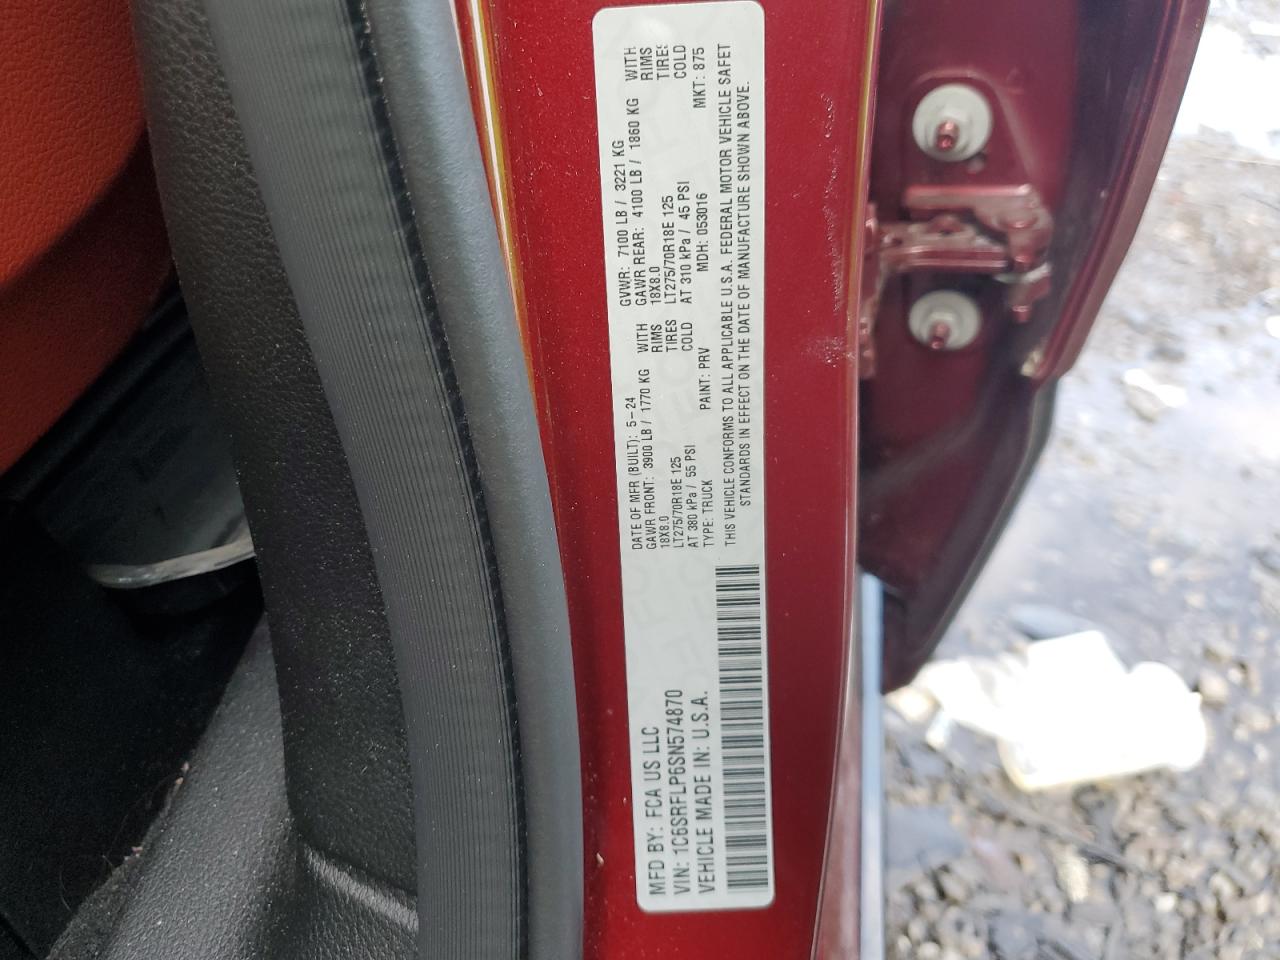 MFD BY: FCA US LLC
VIN: 1C6SRFLP6SN574870
VEHICLE MADE IN: U.S.A.
DATE OF MFR (BUILT): 5-24 GVWR: 7100 LB / 3221 KG
GAWR FRONT: 3900 LB / 1770 KG WITH GAWR REAR: 4100 LB / 1860 KG WITH
18X8.0 RIMS 18X8.0 RIMS
LT275/70R18E 125 TIRES LT275/70R18E 125 TIRES
AT 380 kPa / 55 PSI COLD AT 310 kPa / 45 PSI COLD
TYPE: TRUCK PAINT: PRV MDH: 053016 MKT: 875
THIS VEHICLE CONFORMS TO ALL APPLICABLE U.S.A. FEDERAL MOTOR VEHICLE SAFET
STANDARDS IN EFFECT ON THE DATE OF MANUFACTURE SHOWN ABOVE.